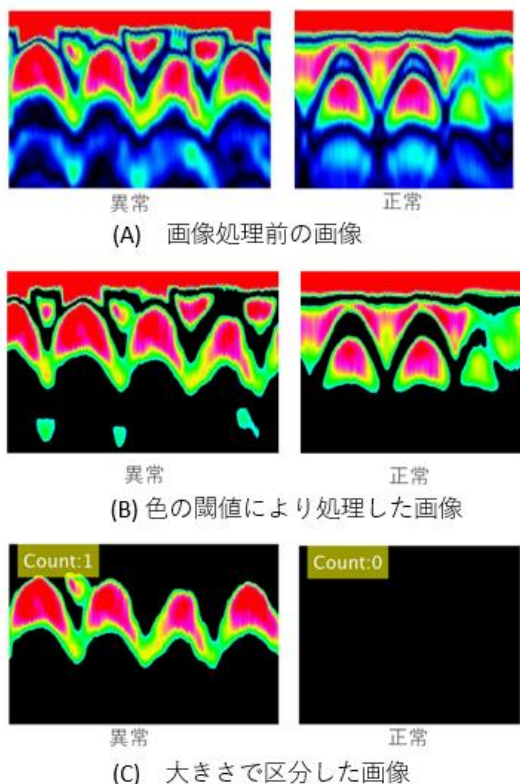 異常
正常
(A) 画像処理前の画像
異常
正常
(B) 色の閾値により処理した画像
Count:1
Count:0
異常
正常
(C) 大きさで区分した画像